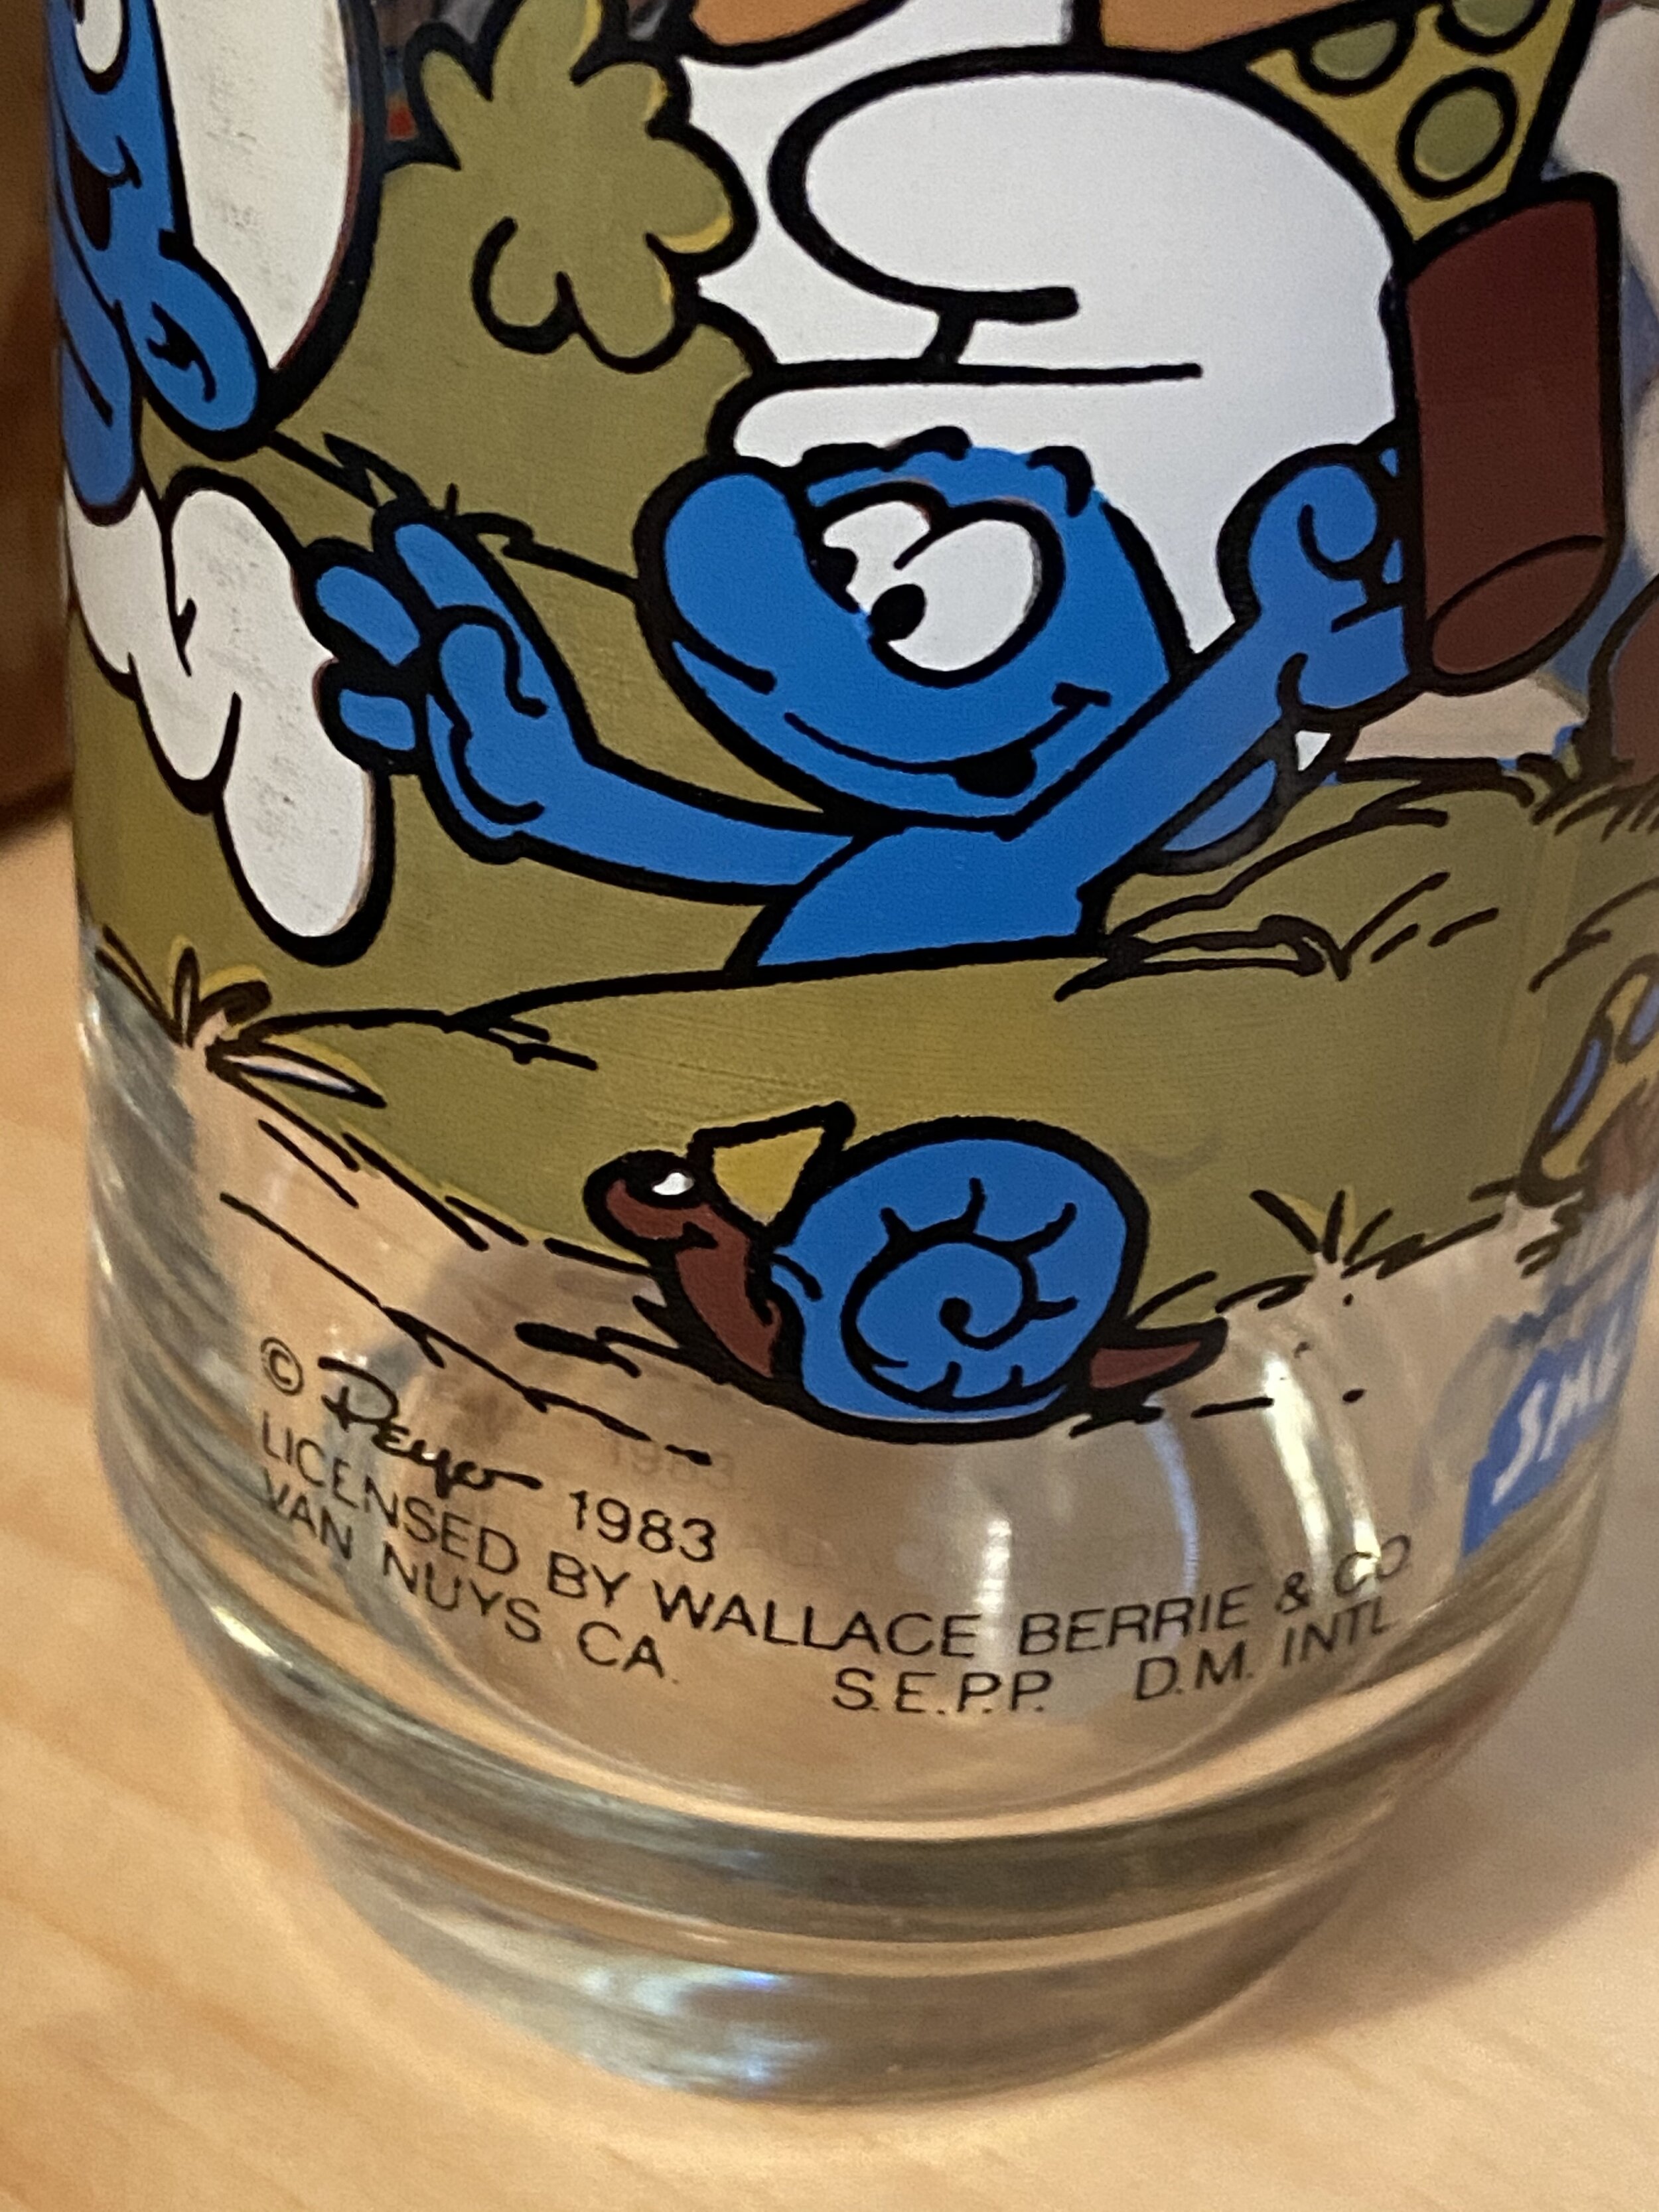 © Peyo 1983
LICENSED BY WALLACE BERRIE & CO
VAN NUYS CA. S.E.P.P. D.M. INTL